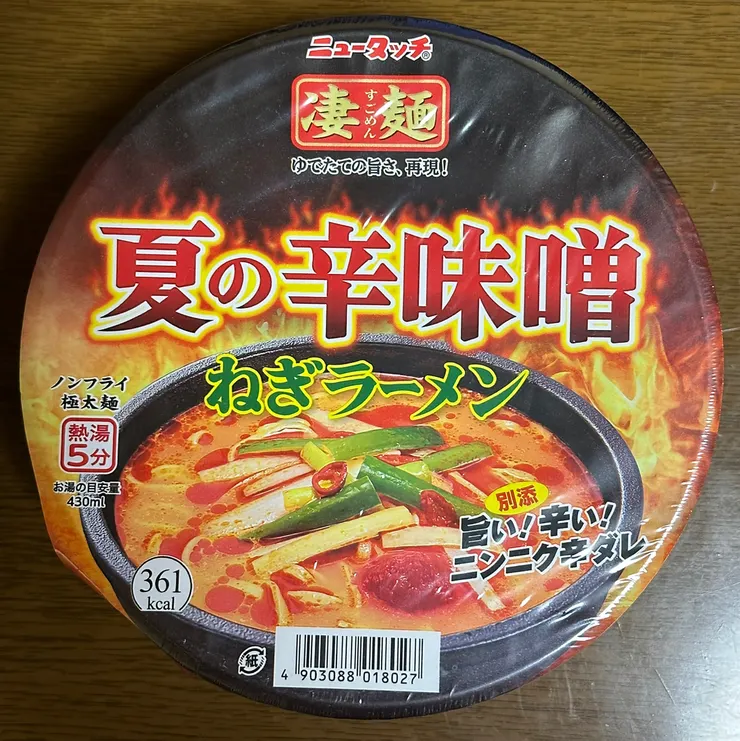 ニュータッチ®
凄麺
すごめん
ゆでたての旨さ、再現!
夏の辛味噌
ねぎラーメン
ノンフライ
極太麺
熱湯
5分
お湯の目安量
430ml
別添
旨い!辛い!
ニンニク辛ダレ
361
kcal
紙
4 903088 018027